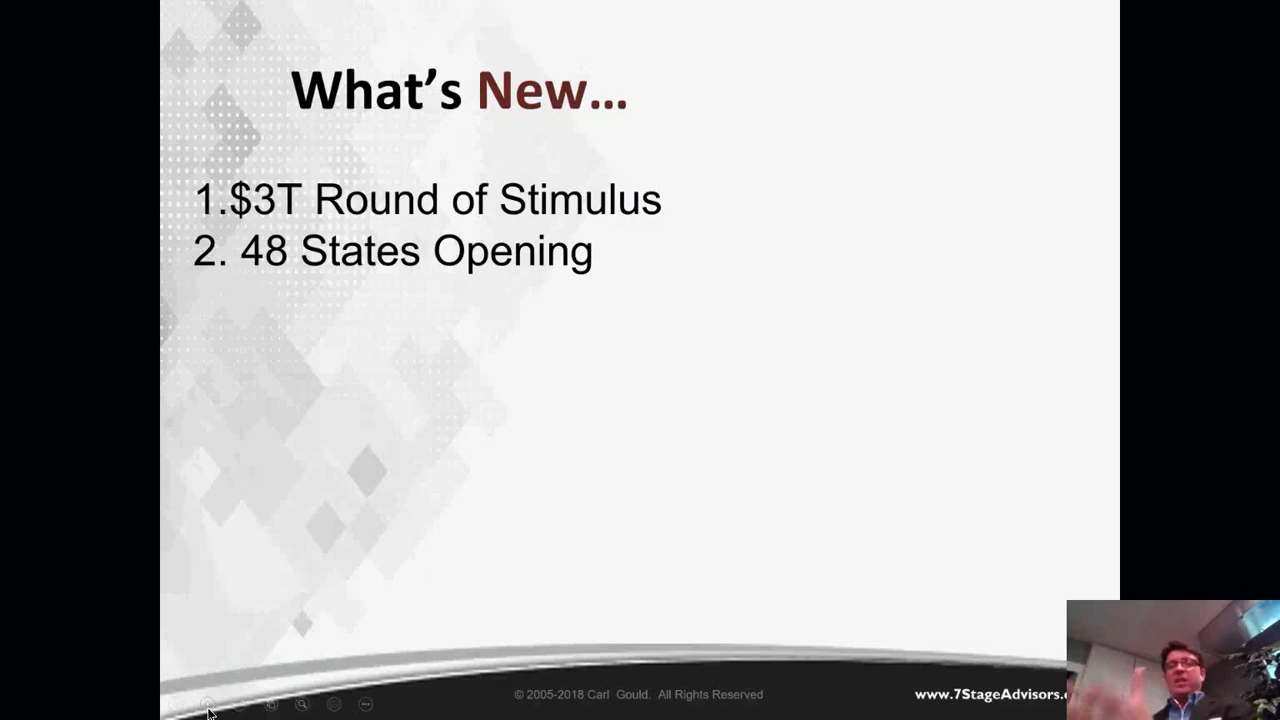 What's New...
1.$3T Round of Stimulus
2. 48 States Opening
© 2005-2018 Carl Gould. All Rights Reserved
www.7StageAdvisors.